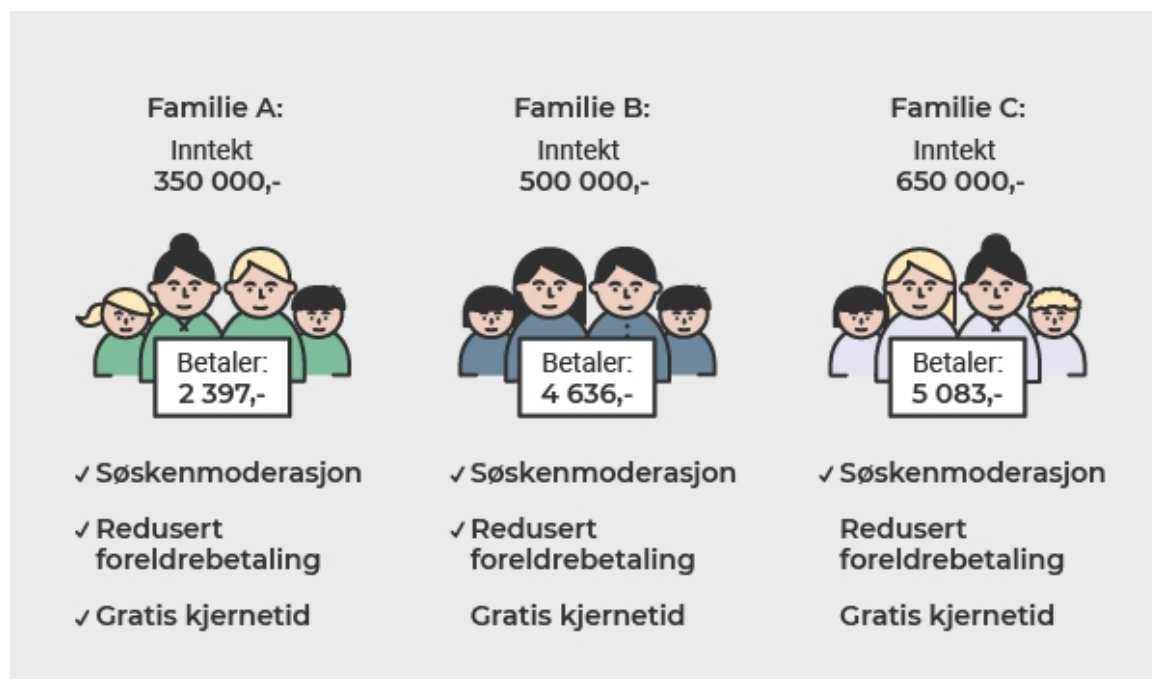 Familie A:
Inntekt
350 000,-
Betaler:
2 397,-
✓ Søskenmoderasjon
✓ Redusert
foreldrebetaling
✓ Gratis kjernetid
Familie B:
Inntekt
500 000,-
Betaler:
4 636,-
✓ Søskenmoderasjon
✓ Redusert
foreldrebetaling
Gratis kjernetid
Familie C:
Inntekt
650 000,-
Betaler:
5 083,-
✓ Søskenmoderasjon
Redusert
foreldrebetaling
Gratis kjernetid